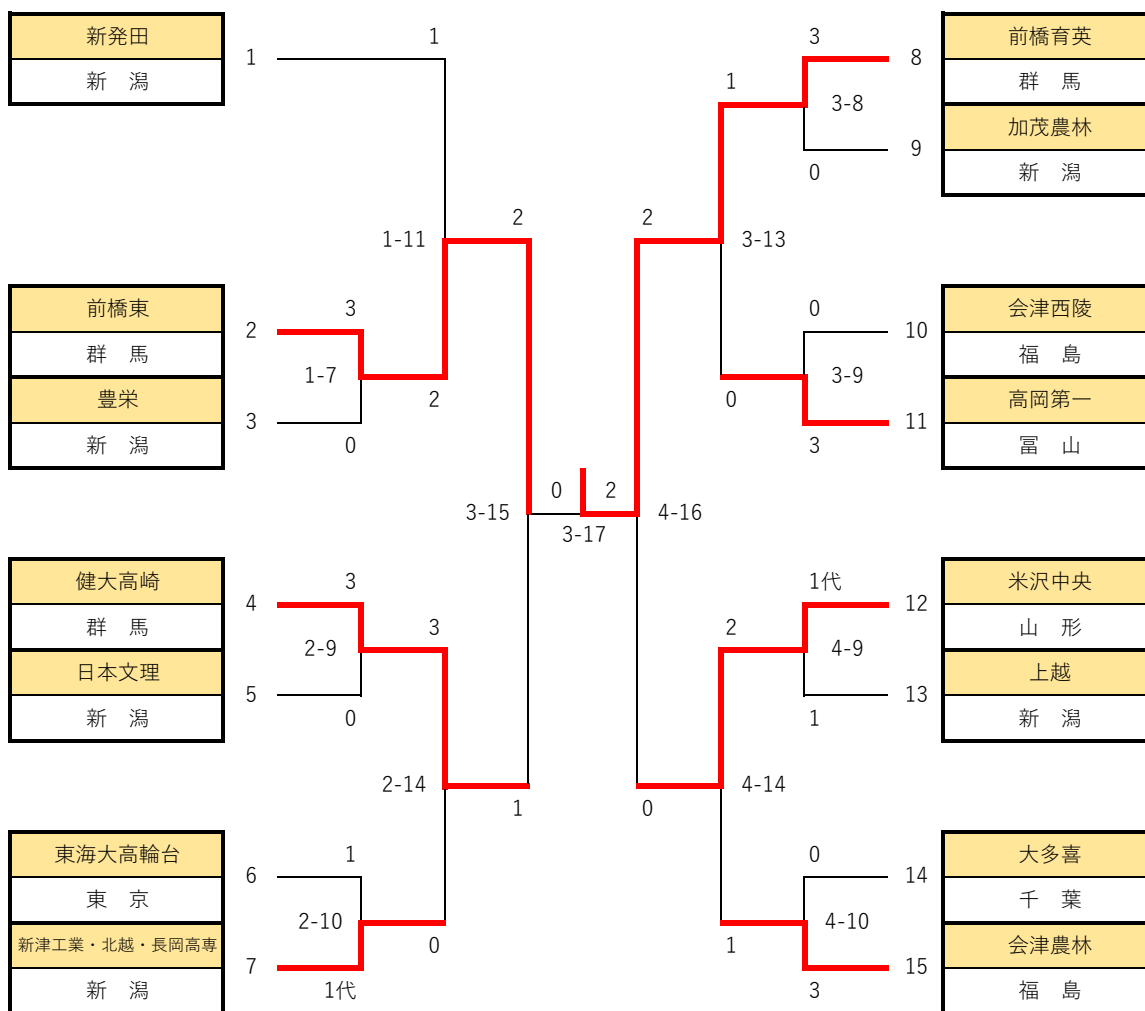 新発田
新　潟
1
1
前橋東
群　馬
豊栄
新　潟
2
3
3
1-7
0
2
1-11
2
健大高崎
群　馬
日本文理
新　潟
4
5
3
2-9
0
3
東海大高輪台
東　京
新津工業・北越・長岡高専
新　潟
6
7
1
2-10
1代
0
2-14
1
3-15
0
2
3-17
4-16
2
1
3
8
3-8
0
9
前橋育英
群　馬
加茂農林
新　潟
3-13
0
10
3-9
0
3
11
会津西陵
福　島
高岡第一
冨　山
1代
12
2
4-9
1
13
米沢中央
山　形
上越
新　潟
4-14
0
0
14
4-10
1
3
15
大多喜
千　葉
会津農林
福　島